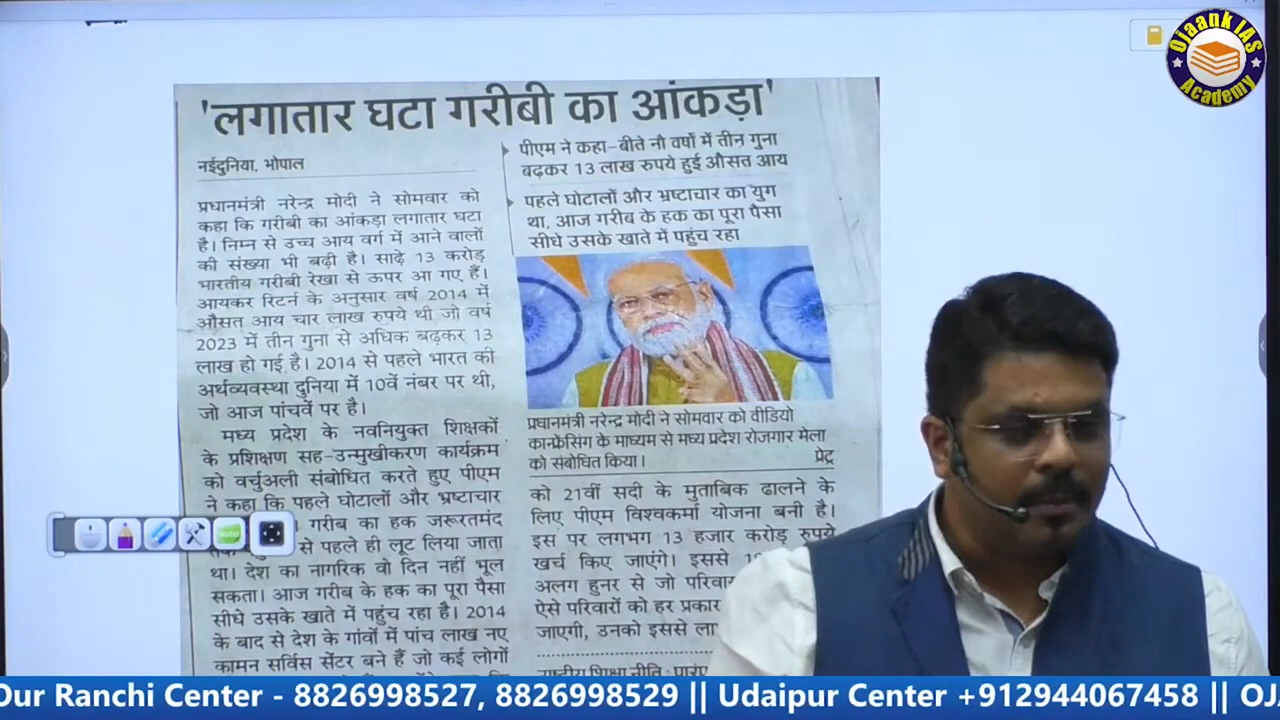 Ojaank IAS
Academy
'लगातार घटा गरीबी का आंकड़ा'
नईदुनिया, भोपाल
प्रधानमंत्री नरेन्द्र मोदी ने सोमवार को
कहा कि गरीबी का आंकड़ा लगातार घटा
है। निम्न से उच्च आय वर्ग में आने वालों
की संख्या भी बढ़ी है। साढ़े 13 करोड़
भारतीय गरीबी रेखा से ऊपर आ गए हैं।
आयकर रिटर्न के अनुसार वर्ष 2014 में
औसत आय चार लाख रुपये थी जो वर्ष
2023 में तीन गुना से अधिक बढ़कर 13
लाख हो गई है। 2014 से पहले भारत की
अर्थव्यवस्था दुनिया में 10वें नंबर पर थी,
जो आज पांचवें पर है।
मध्य प्रदेश के नवनियुक्त शिक्षकों
के प्रशिक्षण सह-उन्मुखीकरण कार्यक्रम
को वर्चुअली संबोधित करते हुए पीएम
ने कहा कि पहले घोटालों और भ्रष्टाचार
गरीब का हक जरूरतमंद
से पहले ही लूट लिया जाता
था। देश का नागरिक वो दिन नहीं भूल
सकता। आज गरीब के हक का पूरा पैसा
सीधे उसके खाते में पहुंच रहा है। 2014
के बाद से देश के गांवों में पांच लाख नए
कामन सर्विस सेंटर बने हैं जो कई लोगों
पीएम ने कहा-बीते नौ वर्षों में तीन गुना
बढ़कर 13 लाख रुपये हुई औसत आय
पहले घोटालों और भ्रष्टाचार का युग
था, आज गरीब के हक का पूरा पैसा
सीधे उसके खाते में पहुंच रहा
प्रधानमंत्री नरेन्द्र मोदी ने सोमवार को वीडियो
कान्फ्रेंसिंग के माध्यम से मध्य प्रदेश रोजगार मेला
को संबोधित किया। प्रेट्र
को 21वीं सदी के मुताबिक ढालने के
लिए पीएम विश्वकर्मा योजना बनी है।
इस पर लगभग 13 हजार करोड़ रुपये
खर्च किए जाएंगे। इससे
अलग हुनर से जो
ऐसे परिवारों को हर प्रकार
जाएगी, उनको इससे
राष्ट्रीय शिक्षा नीति
Our Ranchi Center - 8826998527, 8826998529 || Udaipur Center +912944067458 || OJ